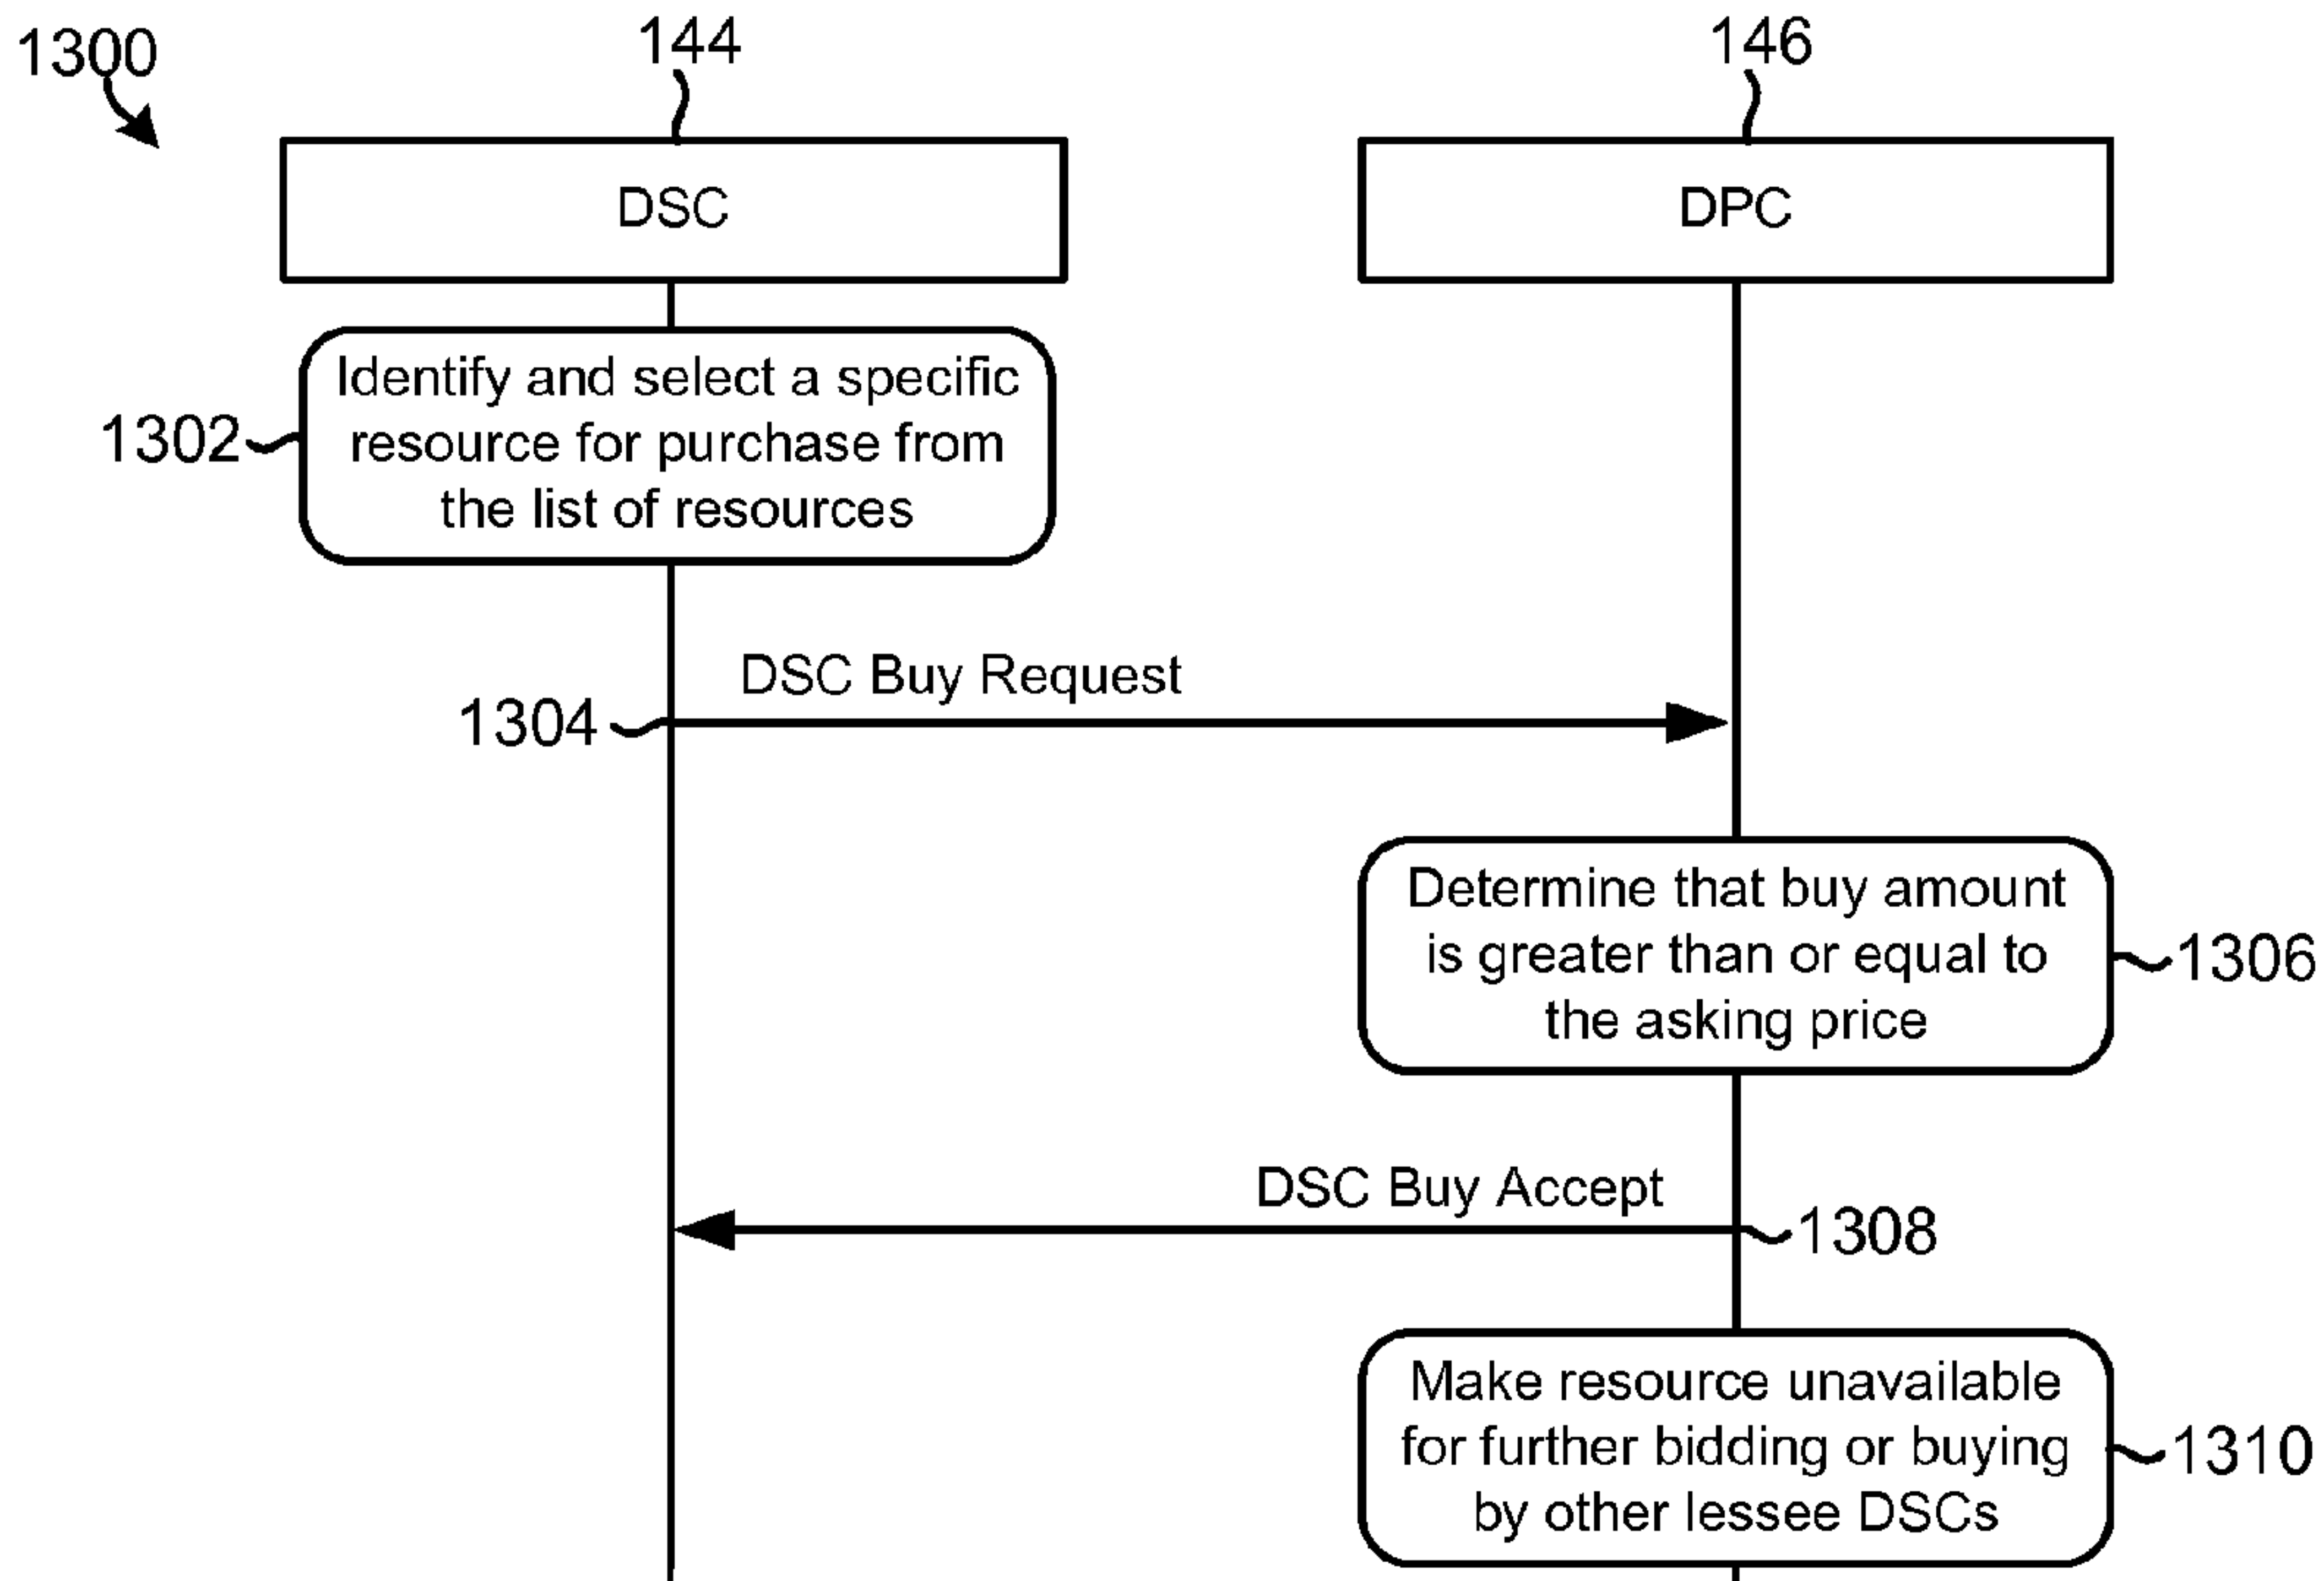 1300
144
146
DSC
DPC
Identify and select a specific
resource for purchase from
the list of resources
1302
DSC Buy Request
1304
Determine that buy amount
is greater than or equal to
the asking price
1306
DSC Buy Accept
1308
Make resource unavailable
for further bidding or buying
by other lessee DSCs
1310